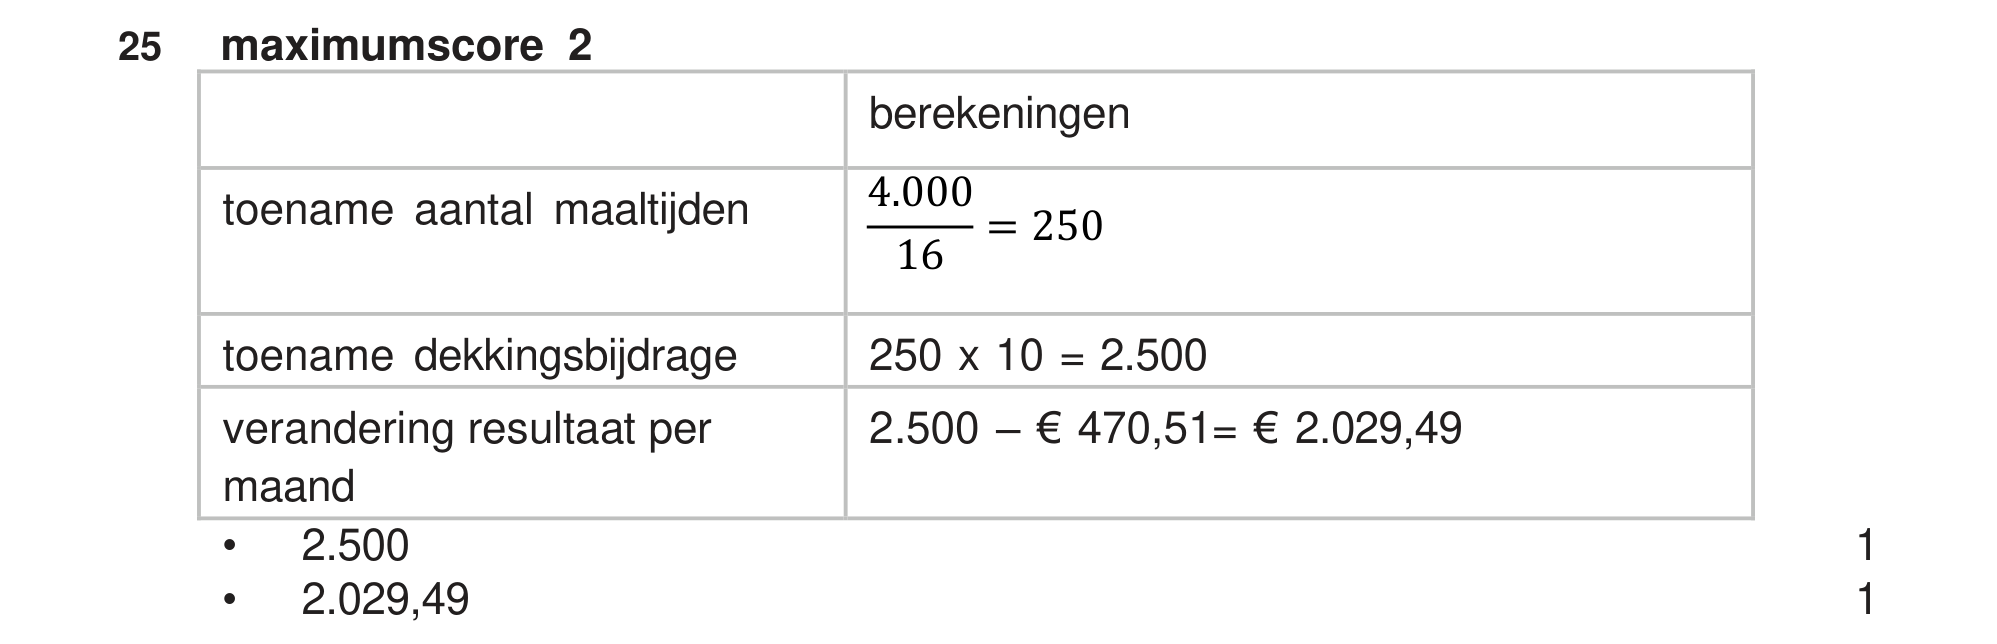 25 maximumscore 2
berekeningen
toename aantal maaltijden
4.000
16
= 250
toename dekkingsbijdrage 250 x 10 = 2.500
verandering resultaat per 2.500 – € 470,51= € 2.029,49
maand
• 2.500 1
• 2.029,49 1